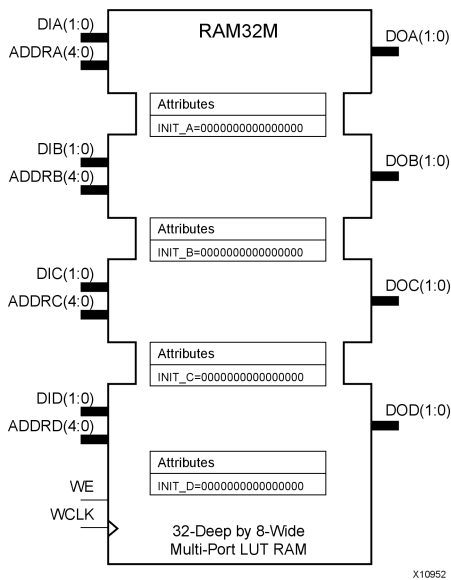 RAM32M
DIA(1:0)
ADDRA(4:0)
DOA(1:0)
Attributes
INIT_A=0000000000000000
DIB(1:0)
ADDRB(4:0)
DOB(1:0)
Attributes
INIT_B=0000000000000000
DIC(1:0)
ADDRC(4:0)
DOC(1:0)
Attributes
INIT_C=0000000000000000
DID(1:0)
ADDRD(4:0)
DOD(1:0)
Attributes
INIT_D=0000000000000000
WE
WCLK
32-Deep by 8-Wide
Multi-Port LUT RAM
X10952